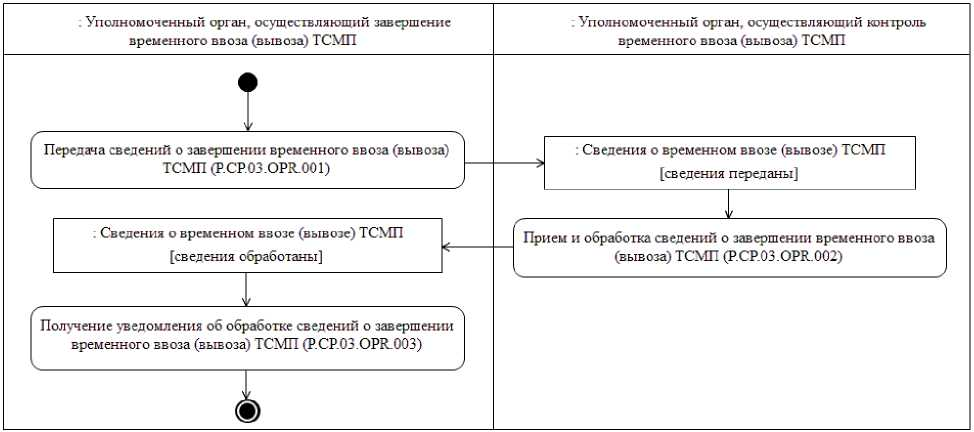 : Уполномоченный орган, осуществляющий завершение
временного ввоза (вывоза) ТСМП
: Уполномоченный орган, осуществляющий контроль
временного ввоза (вывоза) ТСМП
Передача сведений о завершении временного ввоза (вывоза)
ТСМП (P.CP.03.OPR.001)
: Сведения о временном ввозе (вывозе) ТСМП
[сведения переданы]
: Сведения о временном ввозе (вывозе) ТСМП
[сведения обработаны]
Прием и обработка сведений о завершении временного ввоза
(вывоза) ТСМП (P.CP.03.OPR.002)
Получение уведомления об обработке сведений о завершении
временного ввоза (вывоза) ТСМП (P.CP.03.OPR.003)